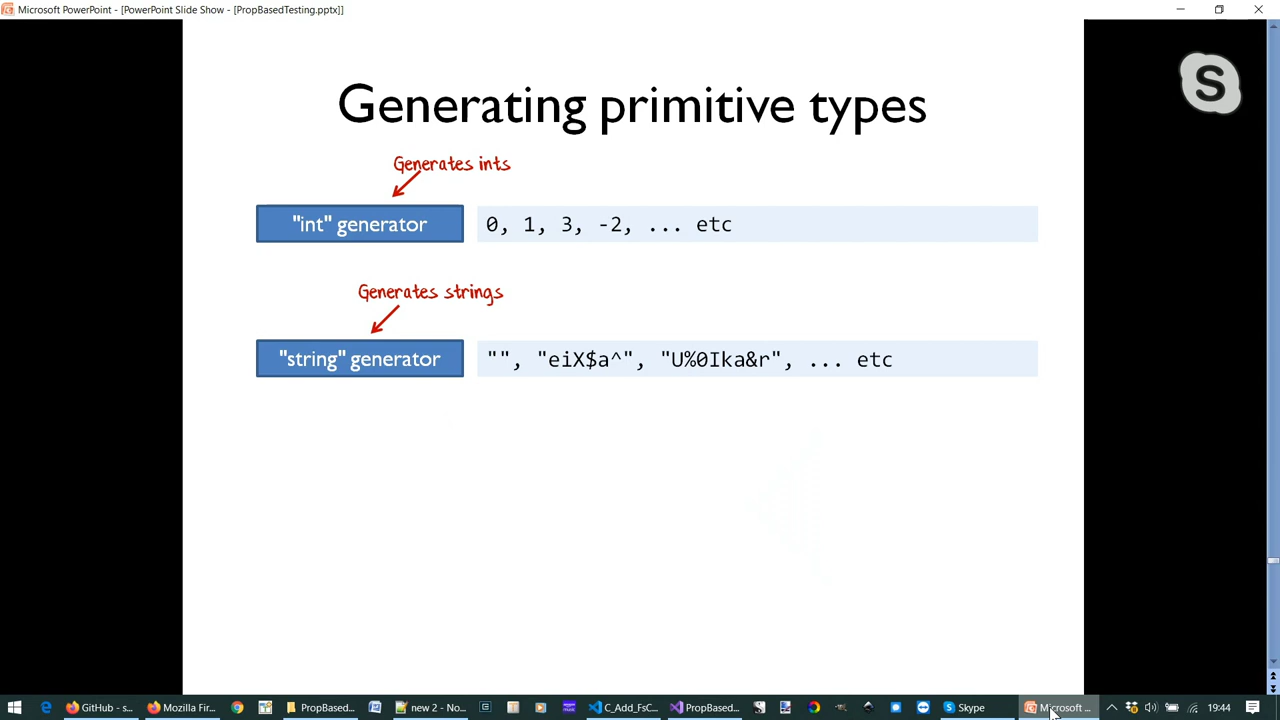 Microsoft PowerPoint - [PowerPoint Slide Show - [PropBasedTesting.pptx]]
S
Generating primitive types
Generates ints
"int" generator
0, 1, 3, -2, ... etc
Generates strings
"string" generator
"", "eiX$a^", "U%0Ika&r", ... etc
GitHub - s...
Mozilla Fir...
PropBased...
new 2 - No...
C_Add_FsC...
PropBased...
Skype
Microsoft ...
19:44